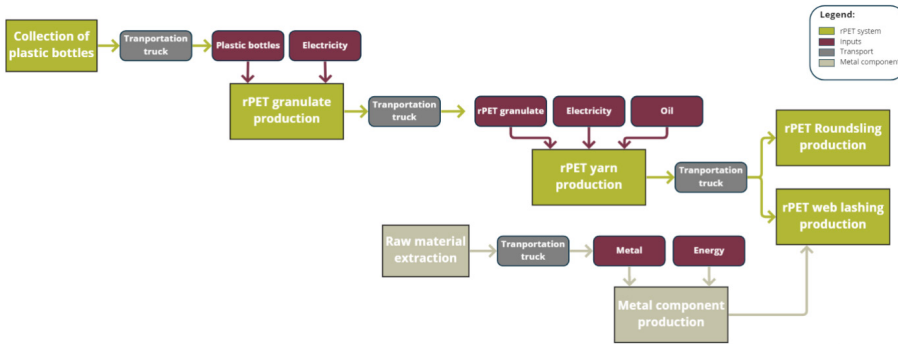 Collection of
plastic bottles
Tranportation
truck
Plastic bottles
Electricity
rPET granulate
production
Tranportation
truck
rPET granulate
Electricity
Oil
rPET yarn
production
Tranportation
truck
rPET Roundsling
production
rPET web lashing
production
Raw material
extraction
Tranportation
truck
Metal
Energy
Metal component
production
Legend:
rPET system
Inputs
Transport
Metal component